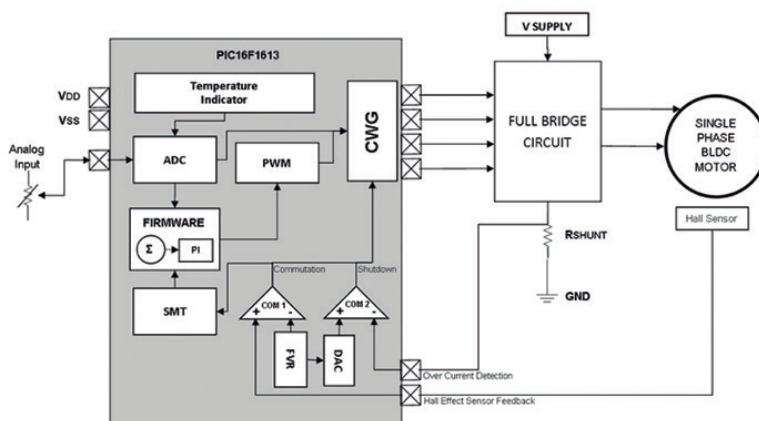 V SUPPLY
PIC16F1613
VDD
VSS
Temperature
Indicator
Analog
Input
ADC
PWM
CWG
FULL BRIDGE
CIRCUIT
SINGLE
PHASE
BLDC
MOTOR
Hall Sensor
FIRMWARE
Σ
PI
RSHUNT
GND
SMT
Commutation
Shutdown
+
COM 1
-
+
COM 2
-
FVR
DAC
Over Current Detection
Hall Effect Sensor Feedback